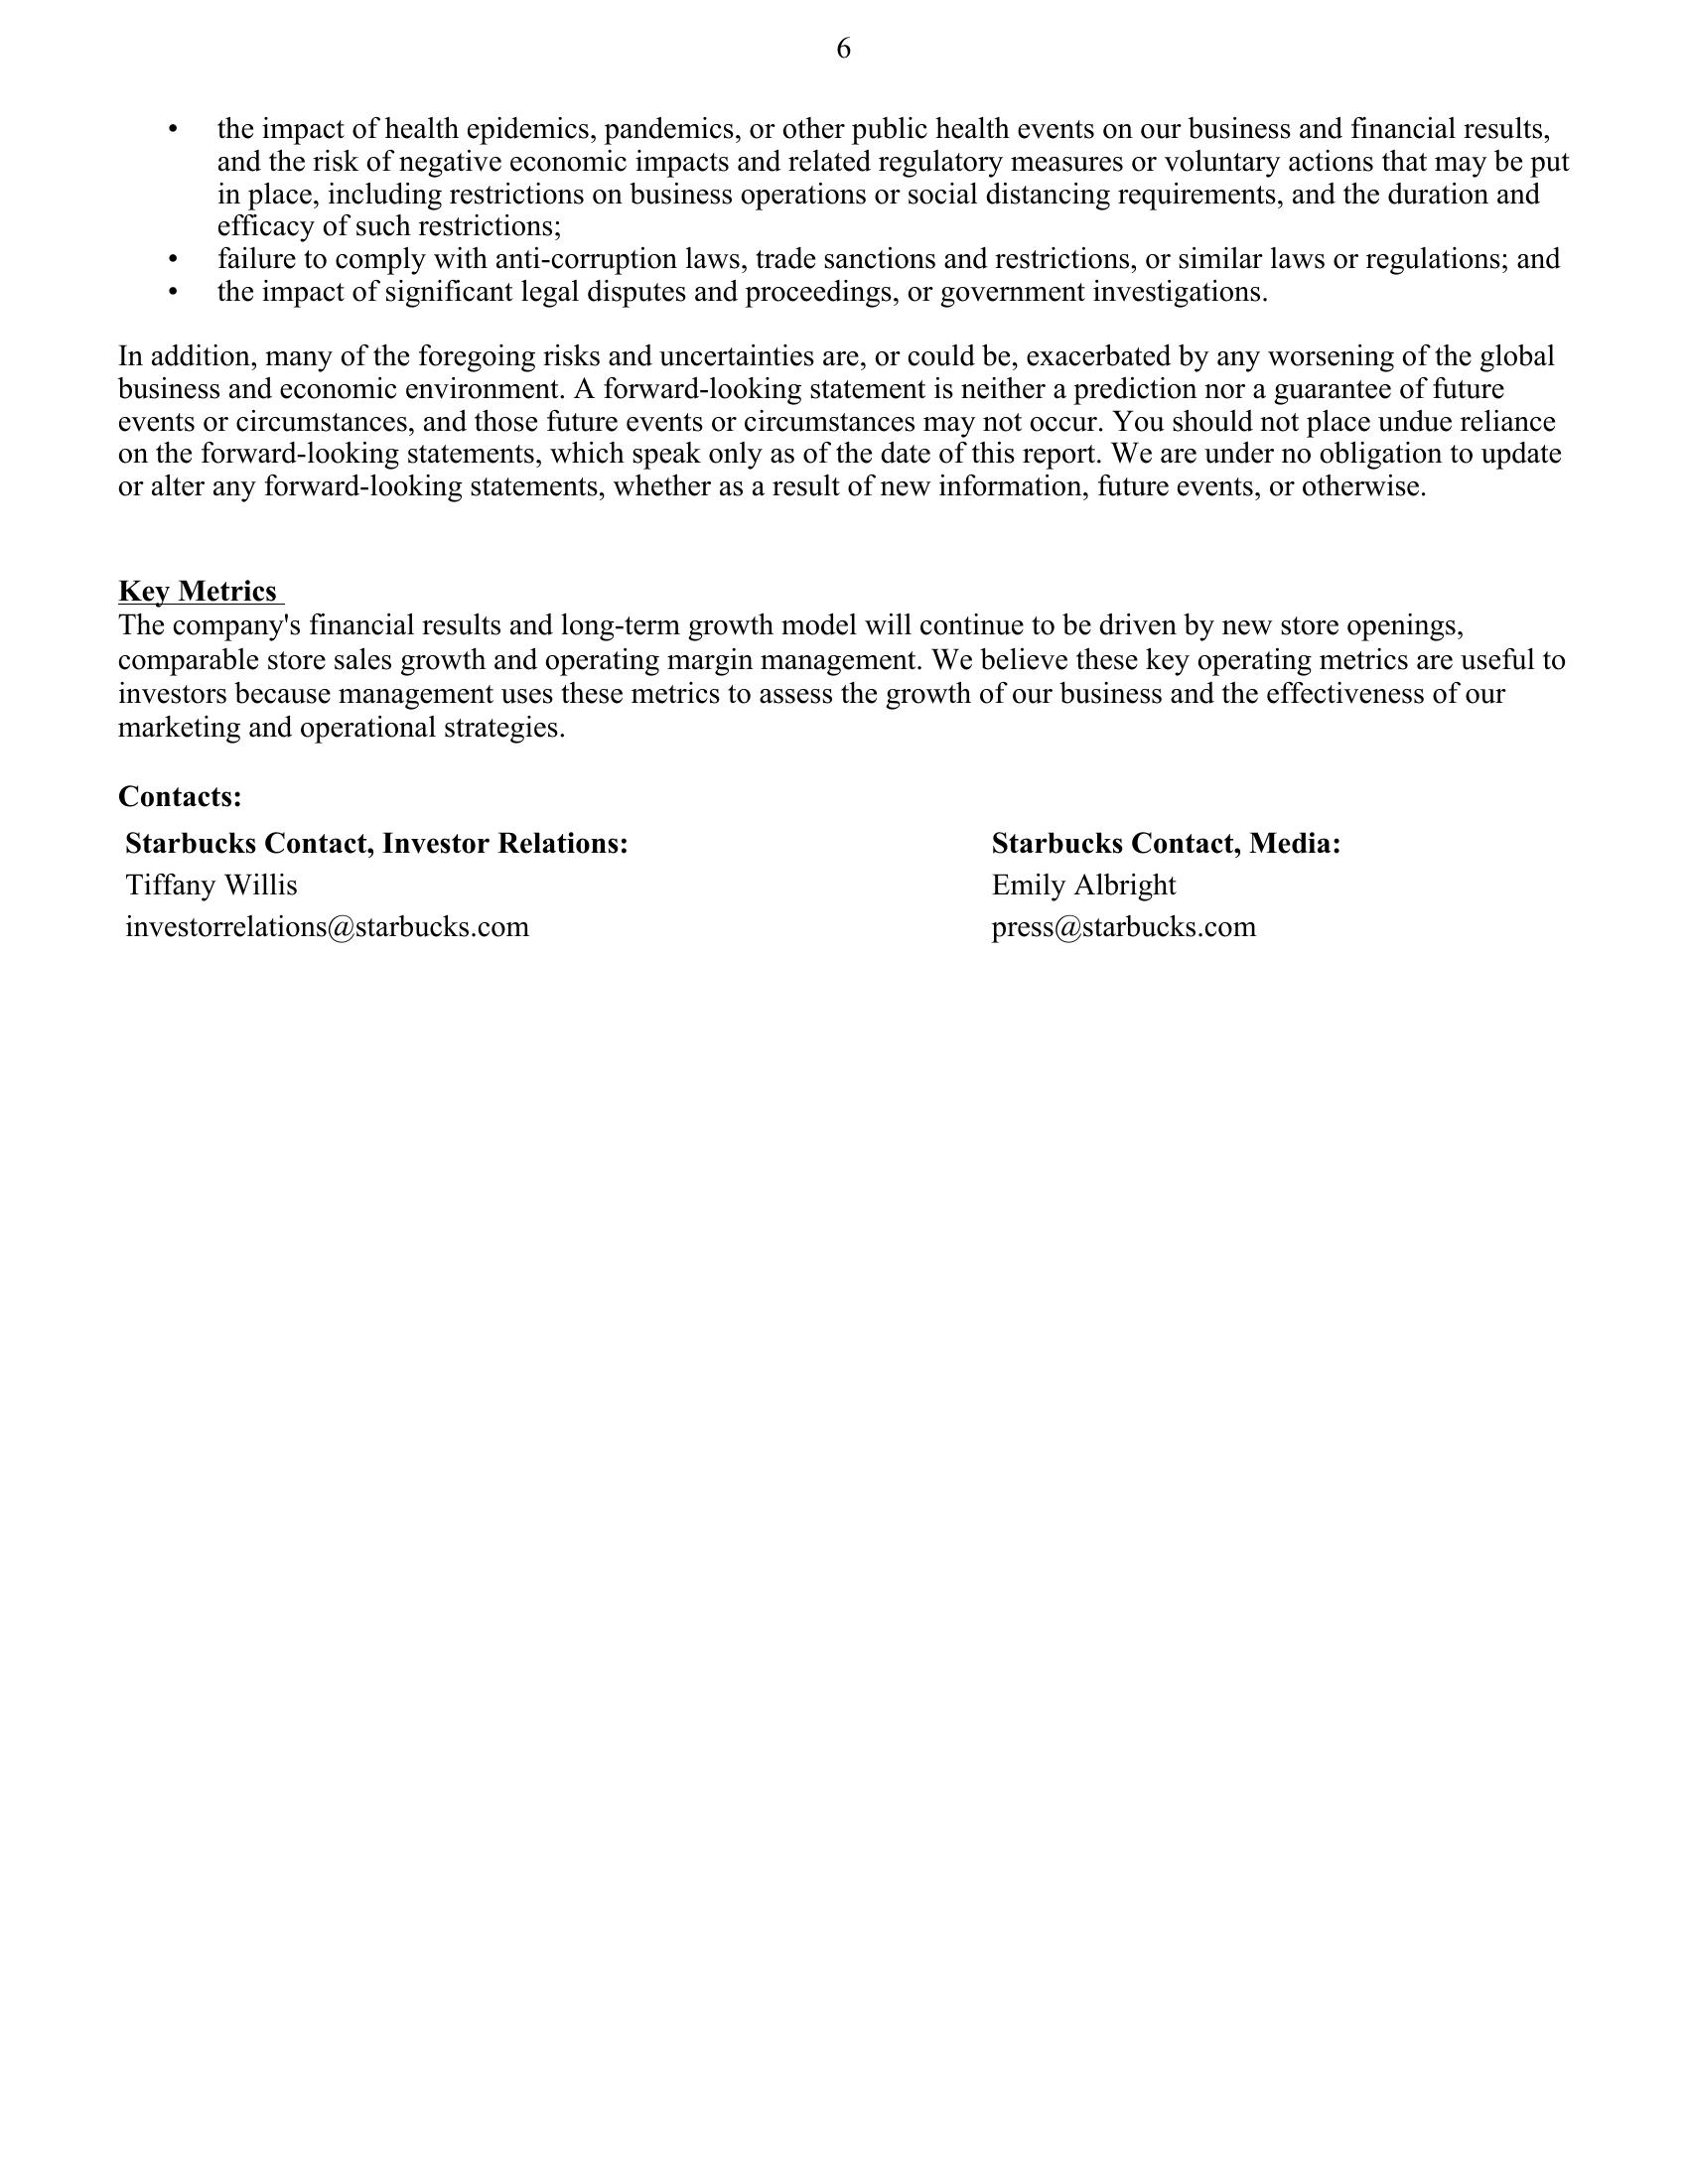 6
• the impact of health epidemics, pandemics, or other public health events on our business and financial results,
and the risk of negative economic impacts and related regulatory measures or voluntary actions that may be put
in place, including restrictions on business operations or social distancing requirements, and the duration and
efficacy of such restrictions;
• failure to comply with anti-corruption laws, trade sanctions and restrictions, or similar laws or regulations; and
• the impact of significant legal disputes and proceedings, or government investigations.
In addition, many of the foregoing risks and uncertainties are, or could be, exacerbated by any worsening of the global
business and economic environment. A forward-looking statement is neither a prediction nor a guarantee of future
events or circumstances, and those future events or circumstances may not occur. You should not place undue reliance
on the forward-looking statements, which speak only as of the date of this report. We are under no obligation to update
or alter any forward-looking statements, whether as a result of new information, future events, or otherwise.
Key Metrics
The company's financial results and long-term growth model will continue to be driven by new store openings,
comparable store sales growth and operating margin management. We believe these key operating metrics are useful to
investors because management uses these metrics to assess the growth of our business and the effectiveness of our
marketing and operational strategies.
Contacts:
Starbucks Contact, Investor Relations:
Tiffany Willis
investorrelations@starbucks.com
Starbucks Contact, Media:
Emily Albright
press@starbucks.com